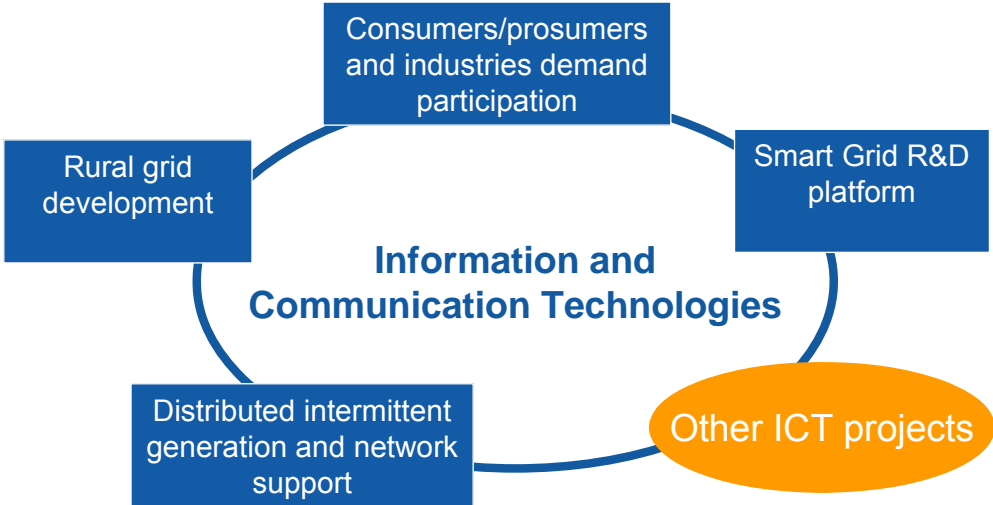 Consumers/prosumers
and industries demand
participation
Rural grid
development
Smart Grid R&D
platform
Information and
Communication Technologies
Distributed intermittent
generation and network
support
Other ICT projects